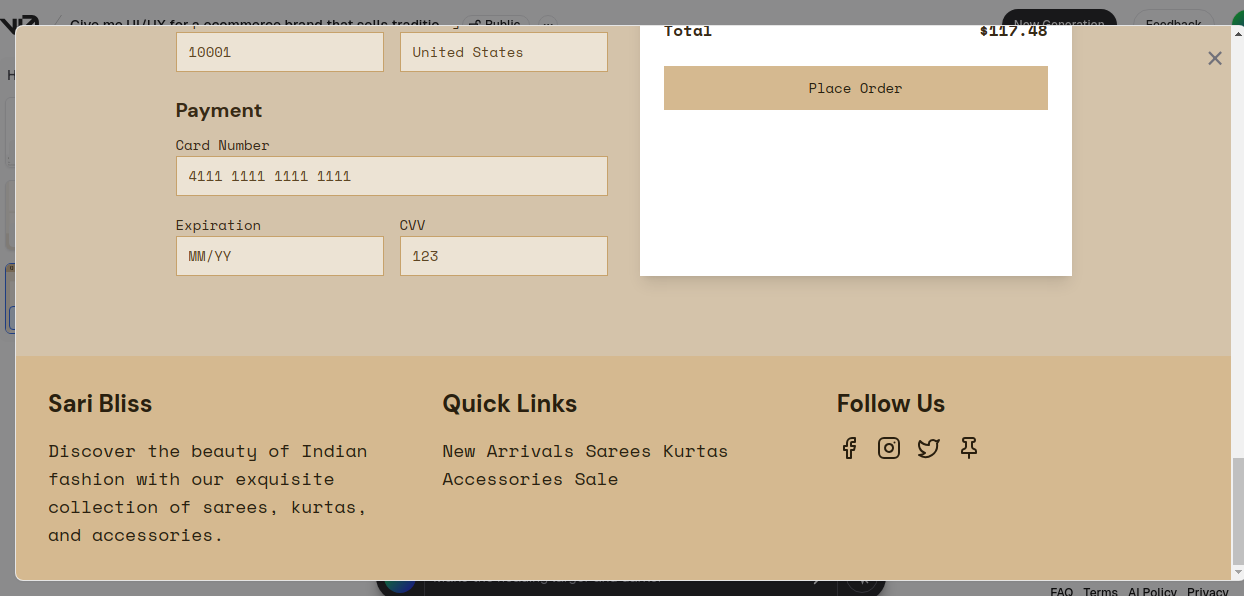 Give me UI/UX for a ecommerce brand that sells traditio
Public
New Generation
Feedback
Total $117.48
10001 United States
Place Order
Payment
Card Number
4111 1111 1111 1111
Expiration CVV
MM/YY 123
Sari Bliss Quick Links Follow Us
Discover the beauty of Indian
fashion with our exquisite
collection of sarees, kurtas,
and accessories.
New Arrivals Sarees Kurtas
Accessories Sale
FAQ Terms AI Policy Privacy